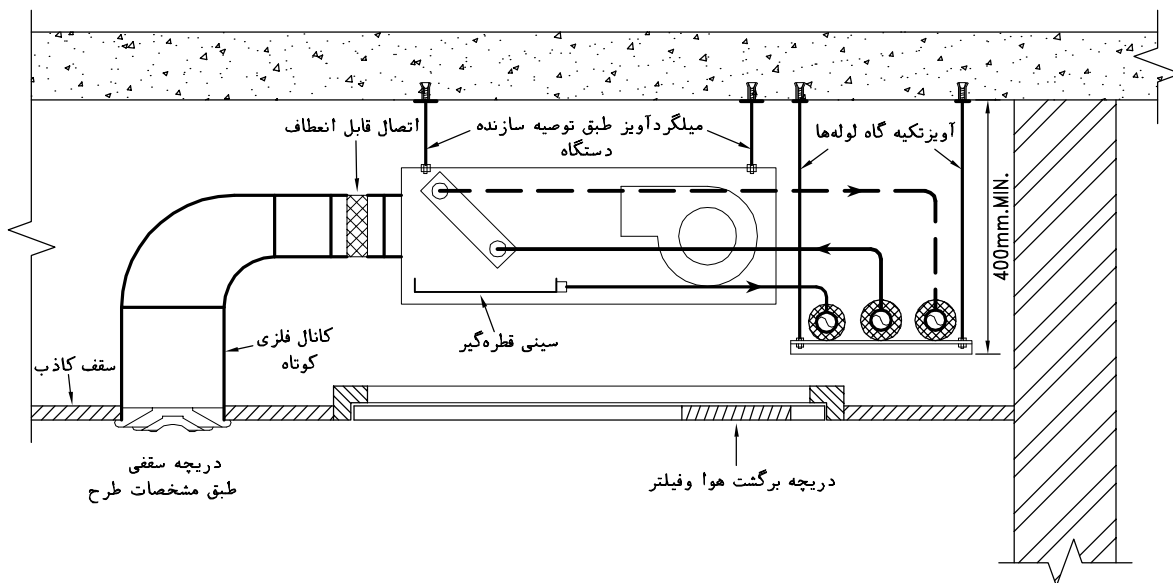 اتصال قابل انعطاف
میلگردآویز طبق توصیه سازنده
دستگاه
آویزتکیه گاه لوله‌ها
400mm.MIN.
سینی قطره‌گیر
کانال فلزی
کوتاه
سقف کاذب
دریچه سقفی
طبق مشخصات طرح
دریچه برگشت هوا وفیلتر